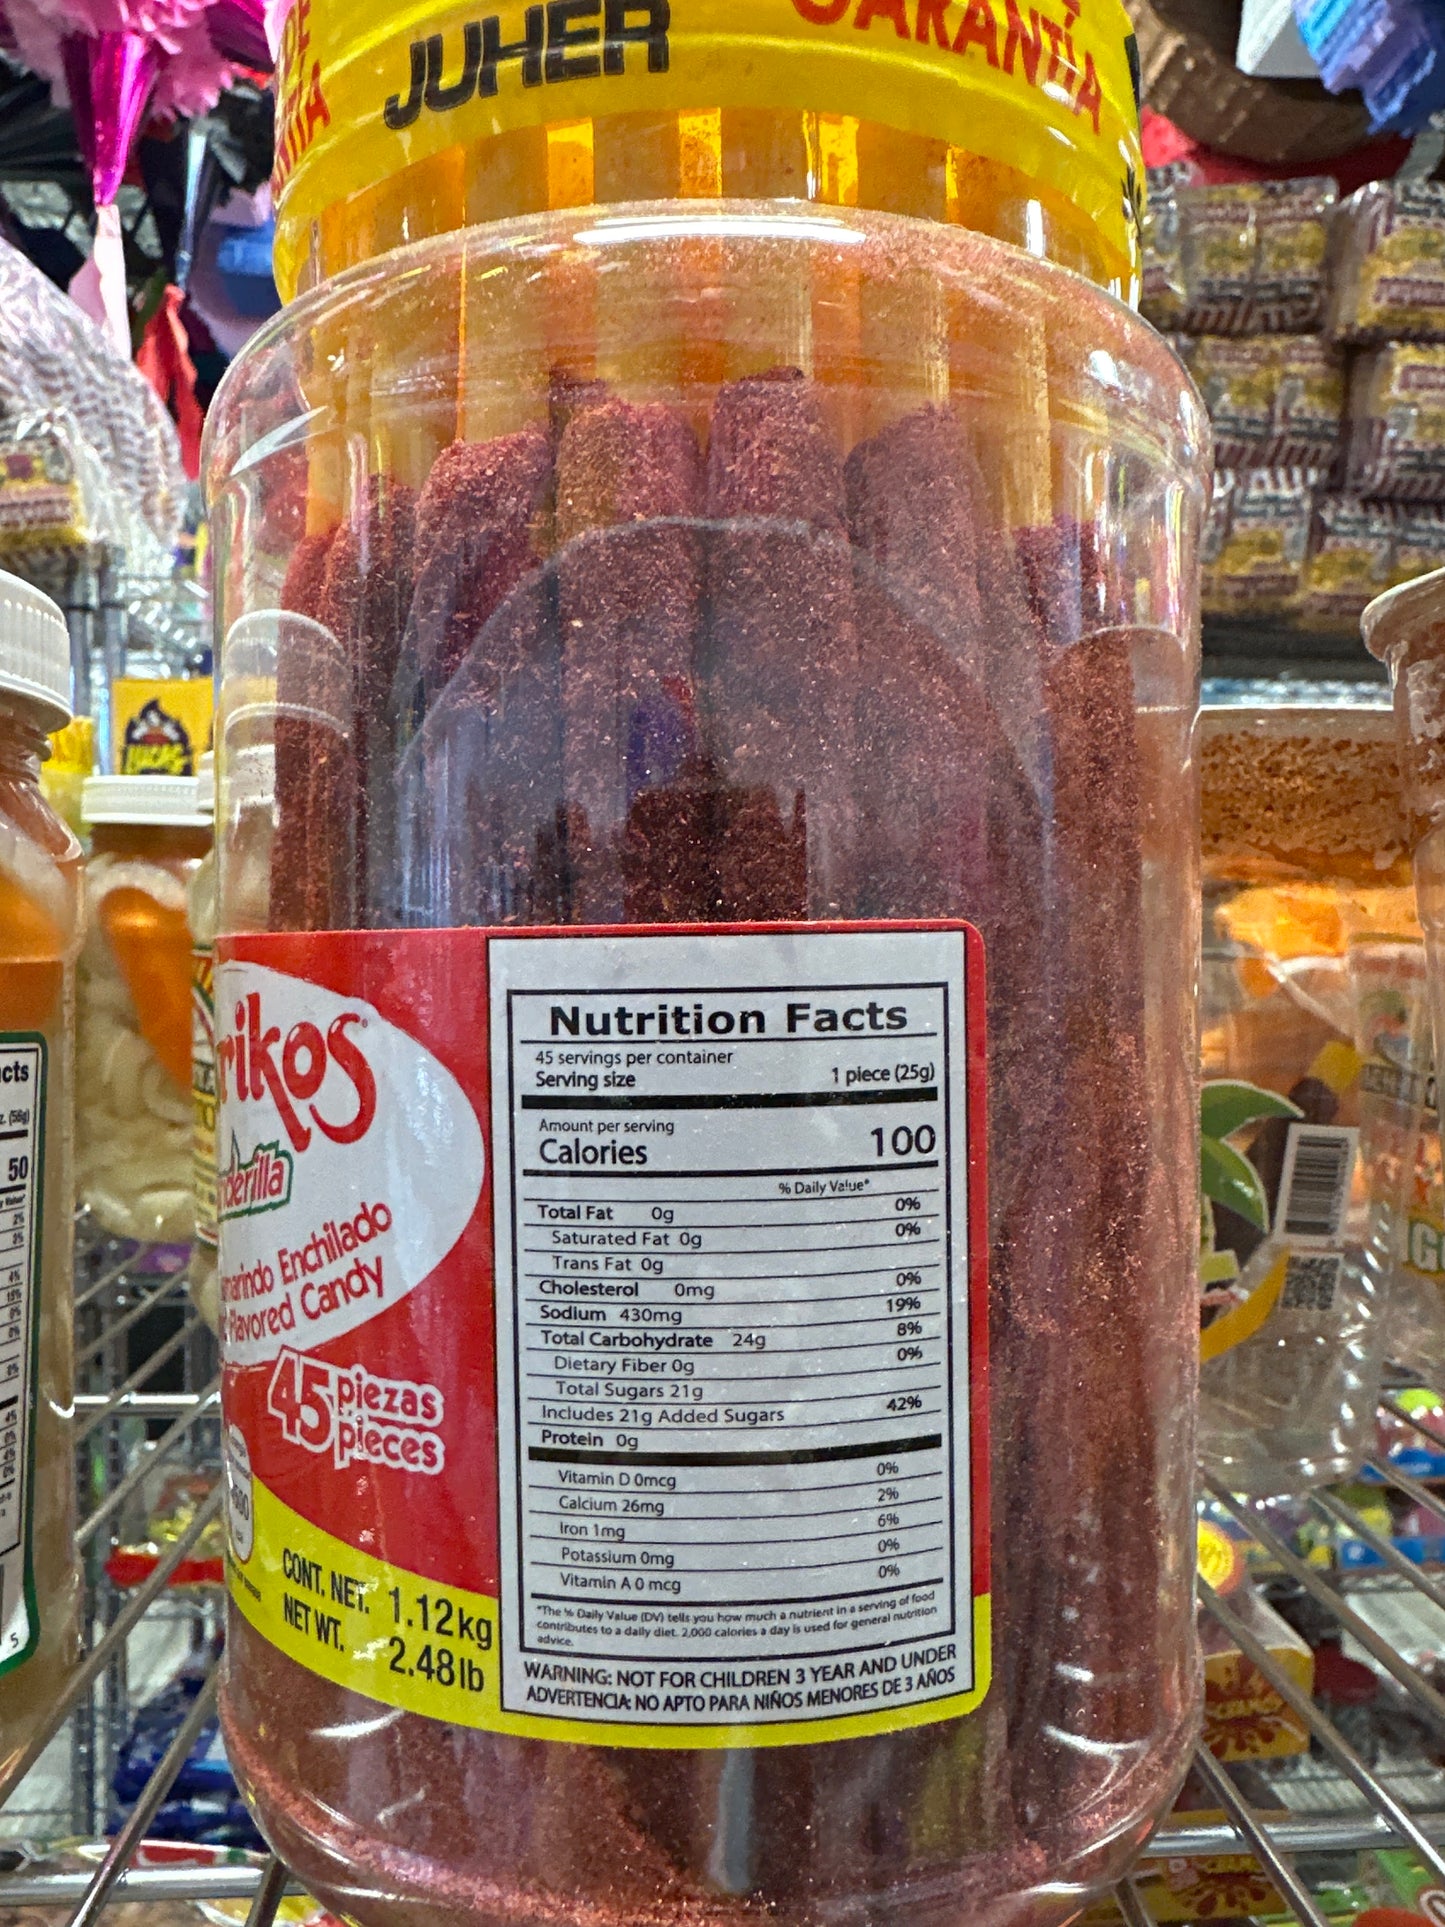 JUHER
GARANTÍA
rikos
nderilla
marindo Enchilado
Flavored Candy
45 piezas
pieces
CONT. NET. 1.12kg
NET WT. 2.48lb
Nutrition Facts
45 servings per container
Serving size 1 piece (25g)
Amount per serving
Calories 100
% Daily Value*
Total Fat 0g 0%
Saturated Fat 0g 0%
Trans Fat 0g
Cholesterol 0mg 0%
Sodium 430mg 19%
Total Carbohydrate 24g 8%
Dietary Fiber 0g 0%
Total Sugars 21g
Includes 21g Added Sugars 42%
Protein 0g
Vitamin D 0mcg 0%
Calcium 26mg 2%
Iron 1mg 6%
Potassium 0mg 0%
Vitamin A 0 mcg 0%
*The % Daily Value (DV) tells you how much a nutrient in a serving of food
contributes to a daily diet. 2,000 calories a day is used for general nutrition
advice.
WARNING: NOT FOR CHILDREN 3 YEAR AND UNDER
ADVERTENCIA: NO APTO PARA NIÑOS MENORES DE 3 AÑOS
LUCAS
50